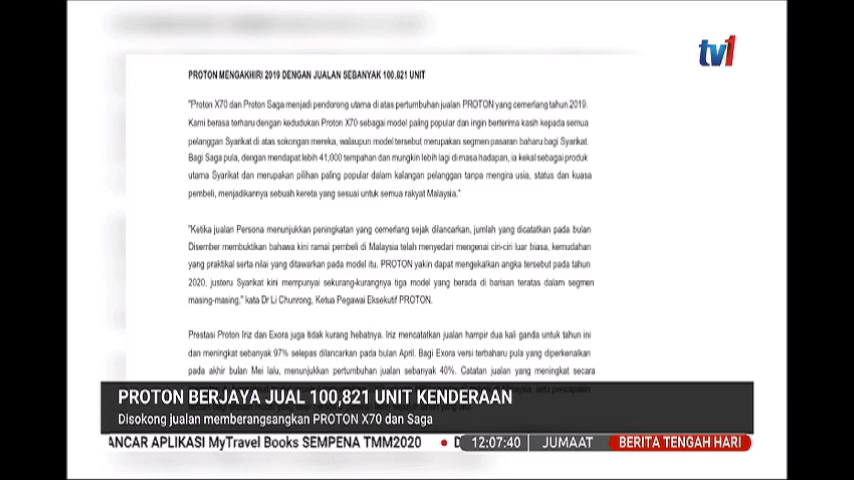 tv1
PROTON MENGAKHIRI 2019 DENGAN JUALAN SEBANYAK 100,821 UNIT
"Proton X70 dan Proton Saga menjadi pendorong utama di atas pertumbuhan jualan PROTON yang cemerlang tahun 2019.
Kami berasa terharu dengan kedudukan Proton X70 sebagai model paling popular dan ingin berterima kasih kepada semua
pelanggan Syarikat di atas sokongan mereka, walaupun model tersebut merupakan segmen pasaran baharu bagi Syarikat.
Bagi Saga pula, dengan mendapat lebih 41,000 tempahan dan mungkin lebih lagi di masa hadapan, ia kekal sebagai produk
utama Syarikat dan merupakan pilihan paling popular dalam kalangan pelanggan tanpa mengira usia, status dan kuasa
pembeli, menjadikannya sebuah kereta yang sesuai untuk semua rakyat Malaysia."
"Ketika jualan Persona menunjukkan peningkatan yang cemerlang sejak dilancarkan, jumlah yang dicatatkan pada bulan
Disember membuktikan bahawa kini ramai pembeli di Malaysia telah menyedari mengenai ciri-ciri luar biasa, kemudahan
yang praktikal serta nilai yang ditawarkan pada model itu. PROTON yakin dapat mengekalkan angka tersebut pada tahun
2020, justeru Syarikat kini mempunyai sekurang-kurangnya tiga model yang berada di barisan teratas dalam segmen
masing-masing," kata Dr Li Chunrong, Ketua Pegawai Eksekutif PROTON.
Prestasi Proton Iriz dan Exora juga tidak kurang hebatnya. Iriz mencatatkan jualan hampir dua kali ganda untuk tahun ini
dan meningkat sebanyak 97% selepas dilancarkan pada bulan April. Bagi Exora versi terbaharu pula yang diperkenalkan
pada akhir bulan Mei lalu, menunjukkan pertumbuhan jualan sebanyak 40%. Catatan jualan yang meningkat secara
PROTON BERJAYA JUAL 100,821 UNIT KENDERAAN
Disokong jualan memberangsangkan PROTON X70 dan Saga
ANCAR APLIKASI MyTravel Books SEMPENA TMM2020 • D 12:07:40 JUMAAT BERITA TENGAH HARI